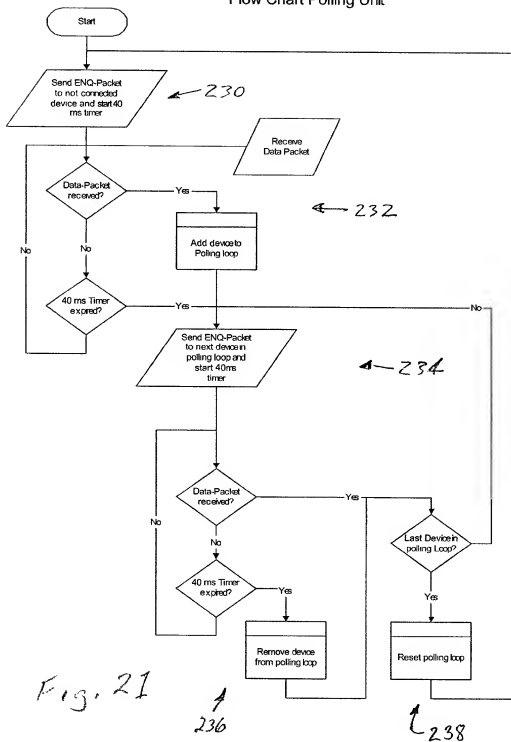 Flow Chart Polling Unit
Start
Send ENQ-Packet
to not connected
device and start 40
ms timer
230
Receive
Data Packet
Data-Packet
received?
Yes
232
Add device to
Polling loop
No
No
40 ms Timer
expired?
Yes
No
Send ENQ-Packet
to next device in
polling loop and
start 40ms
timer
234
Data-Packet
received?
Yes
No
Last Device in
polling Loop?
No
40 ms Timer
expired?
Yes
Yes
Remove device
from polling loop
Reset polling loop
Fig. 21
236
238